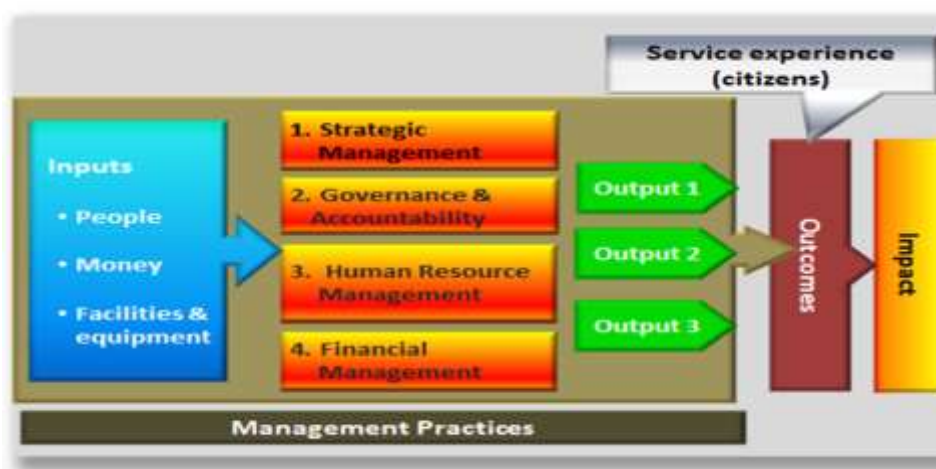 Service experience
(citizens)
Inputs
• People
• Money
• Facilities &
equipment
1. Strategic
Management
2. Governance &
Accountability
3. Human Resource
Management
4. Financial
Management
Output 1
Output 2
Output 3
Outcomes
Impact
Management Practices